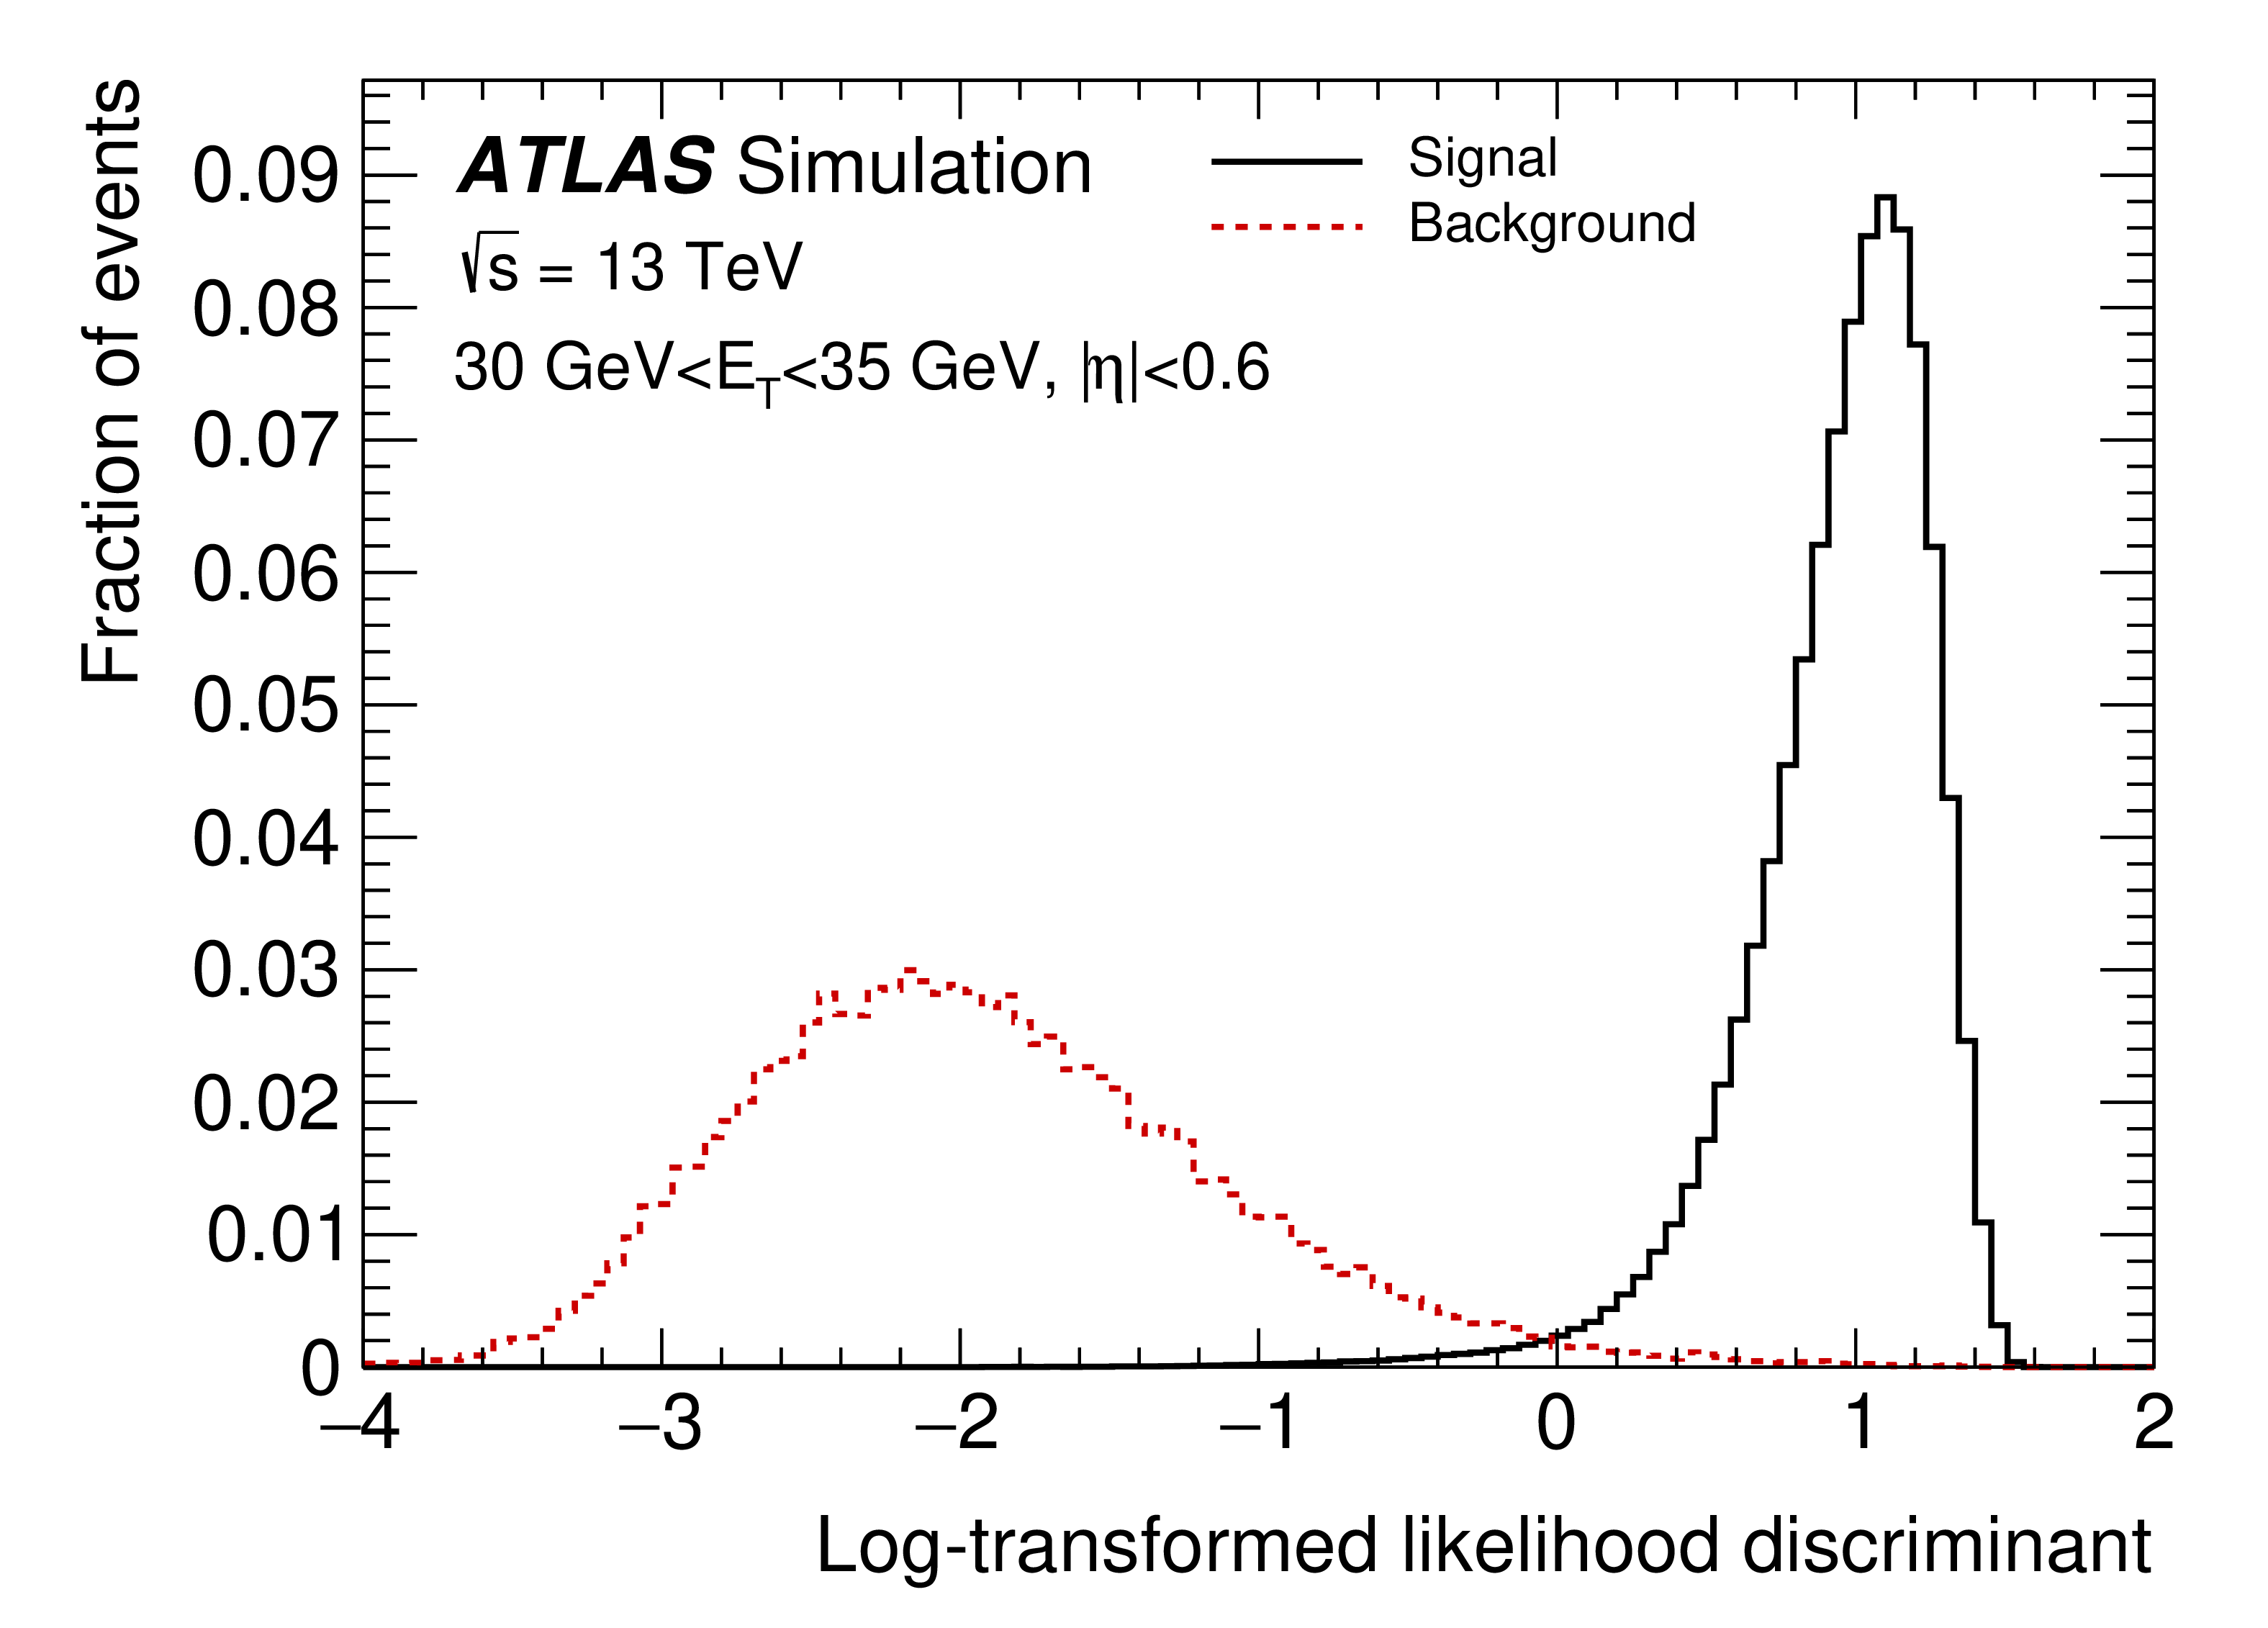 Fraction of events
0.09
0.08
0.07
0.06
0.05
0.04
0.03
0.02
0.01
0
ATLAS Simulation
√s = 13 TeV
30 GeV<E_T<35 GeV, |η|<0.6
Signal
Background
−4 −3 −2 −1 0 1 2
Log-transformed likelihood discriminant